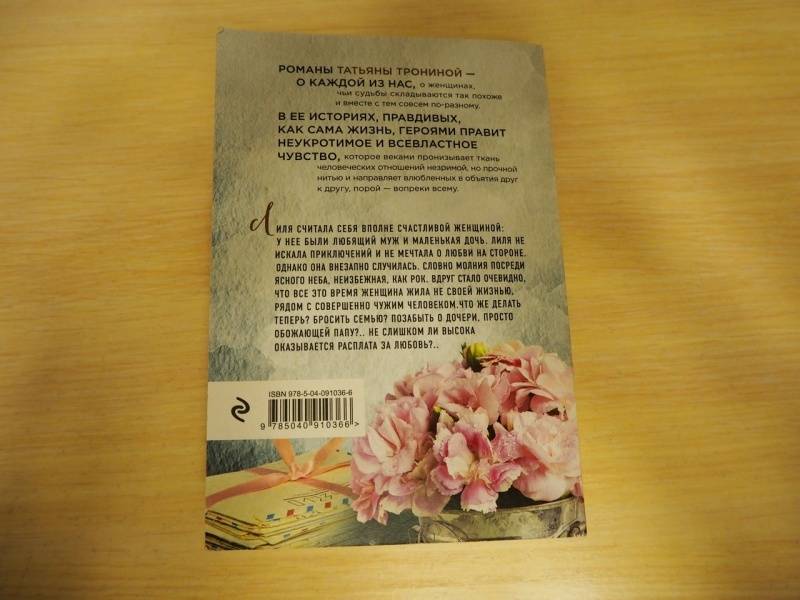 РОМАНЫ ТАТЬЯНЫ ТРОНИНОЙ —
О КАЖДОЙ ИЗ НАС, о женщинах,
чьи судьбы складываются так похоже
и вместе с тем совсем по-разному.
В ЕЕ ИСТОРИЯХ, ПРАВДИВЫХ,
КАК САМА ЖИЗНЬ, ГЕРОЯМИ ПРАВИТ
НЕУКРОТИМОЕ И ВСЕВЛАСТНОЕ
ЧУВСТВО, которое веками пронизывает ткань
человеческих отношений незримой, но прочной
нитью и направляет влюбленных в объятия друг
к другу, порой — вопреки всему.
ЛИЛЯ СЧИТАЛА СЕБЯ ВПОЛНЕ СЧАСТЛИВОЙ ЖЕНЩИНОЙ:
У НЕЕ БЫЛИ ЛЮБЯЩИЙ МУЖ И МАЛЕНЬКАЯ ДОЧЬ. ЛИЛЯ НЕ
ИСКАЛА ПРИКЛЮЧЕНИЙ И НЕ МЕЧТАЛА О ЛЮБВИ НА СТОРОНЕ.
ОДНАКО ОНА ВНЕЗАПНО СЛУЧИЛАСЬ. СЛОВНО МОЛНИЯ ПОСРЕДИ
ЯСНОГО НЕБА, НЕИЗБЕЖНАЯ, КАК РОК. ВДРУГ СТАЛО ОЧЕВИДНО,
ЧТО ВСЕ ЭТО ВРЕМЯ ЖЕНЩИНА ЖИЛА НЕ СВОЕЙ ЖИЗНЬЮ,
РЯДОМ С СОВЕРШЕННО ЧУЖИМ ЧЕЛОВЕКОМ.ЧТО ЖЕ ДЕЛАТЬ
ТЕПЕРЬ? БРОСИТЬ СЕМЬЮ? ПОЗАБЫТЬ О ДОЧЕРИ, ПРОСТО
ОБОЖАЮЩЕЙ ПАПУ?.. НЕ СЛИШКОМ ЛИ ВЫСОКА
ОКАЗЫВАЕТСЯ РАСПЛАТА ЗА ЛЮБОВЬ?..
ISBN 978-5-04-091036-6
9 785040 910366 >